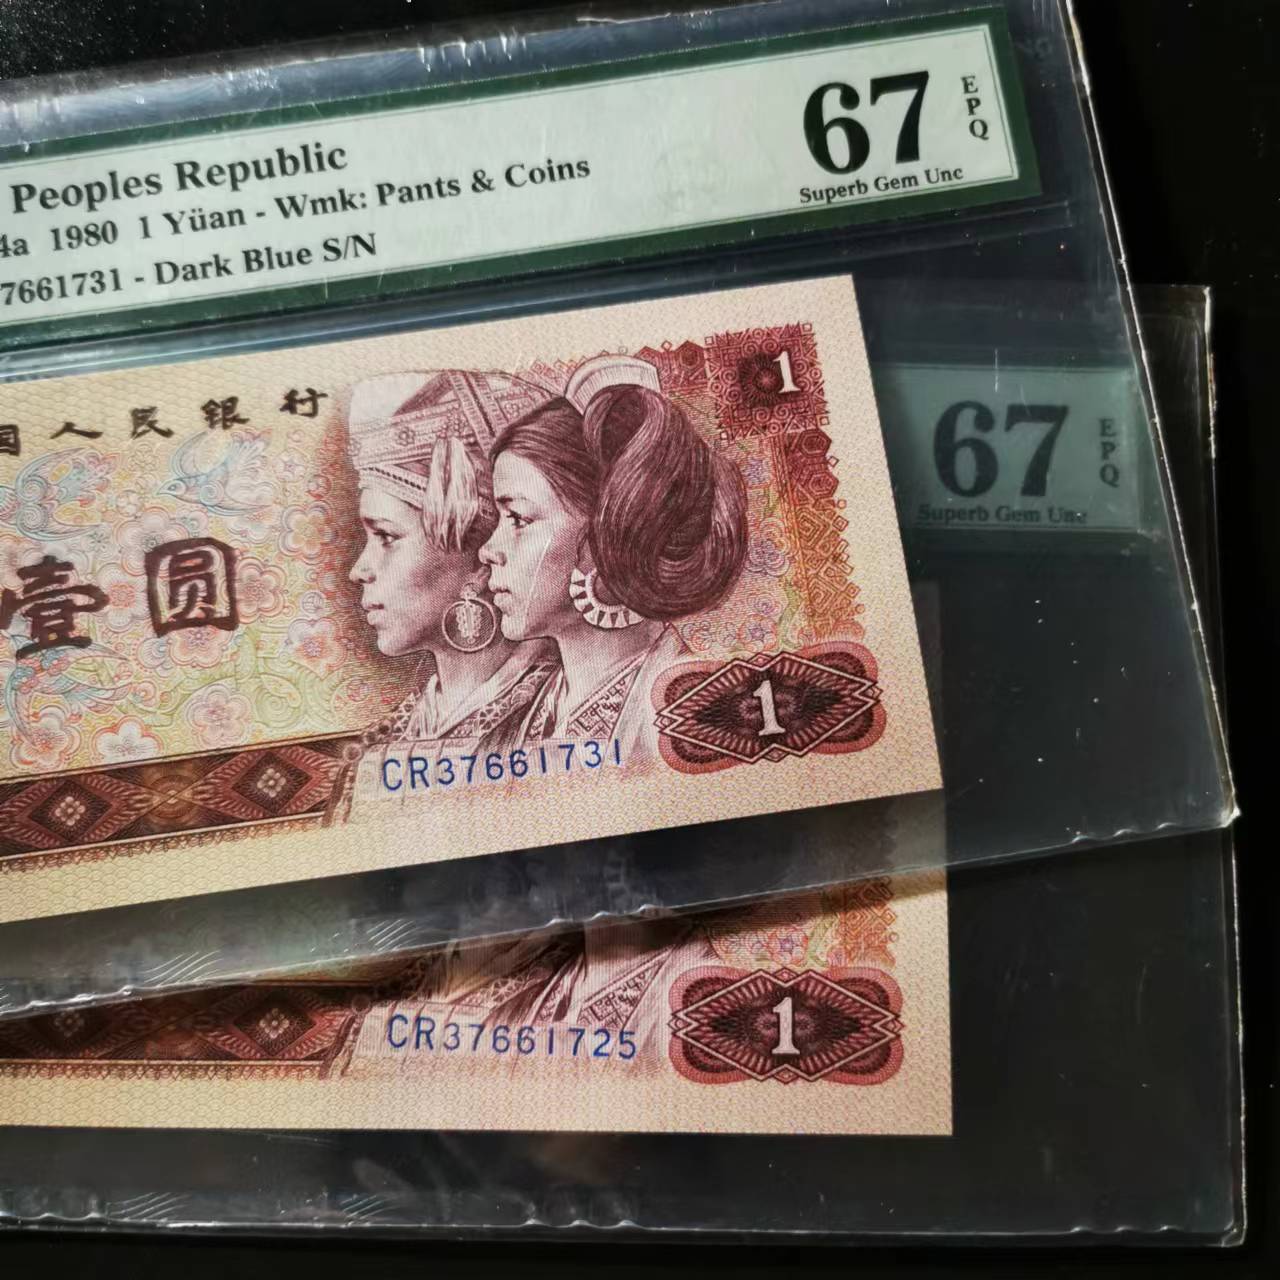 Peoples Republic
4a 1980 1 Yüan - Wmk: Pants & Coins
7661731 - Dark Blue S/N
67
EPQ
Superb Gem Unc
国人民银行
1
壹圆
1
CR37661731
67
EPQ
Superb Gem Unc
1
CR37661725